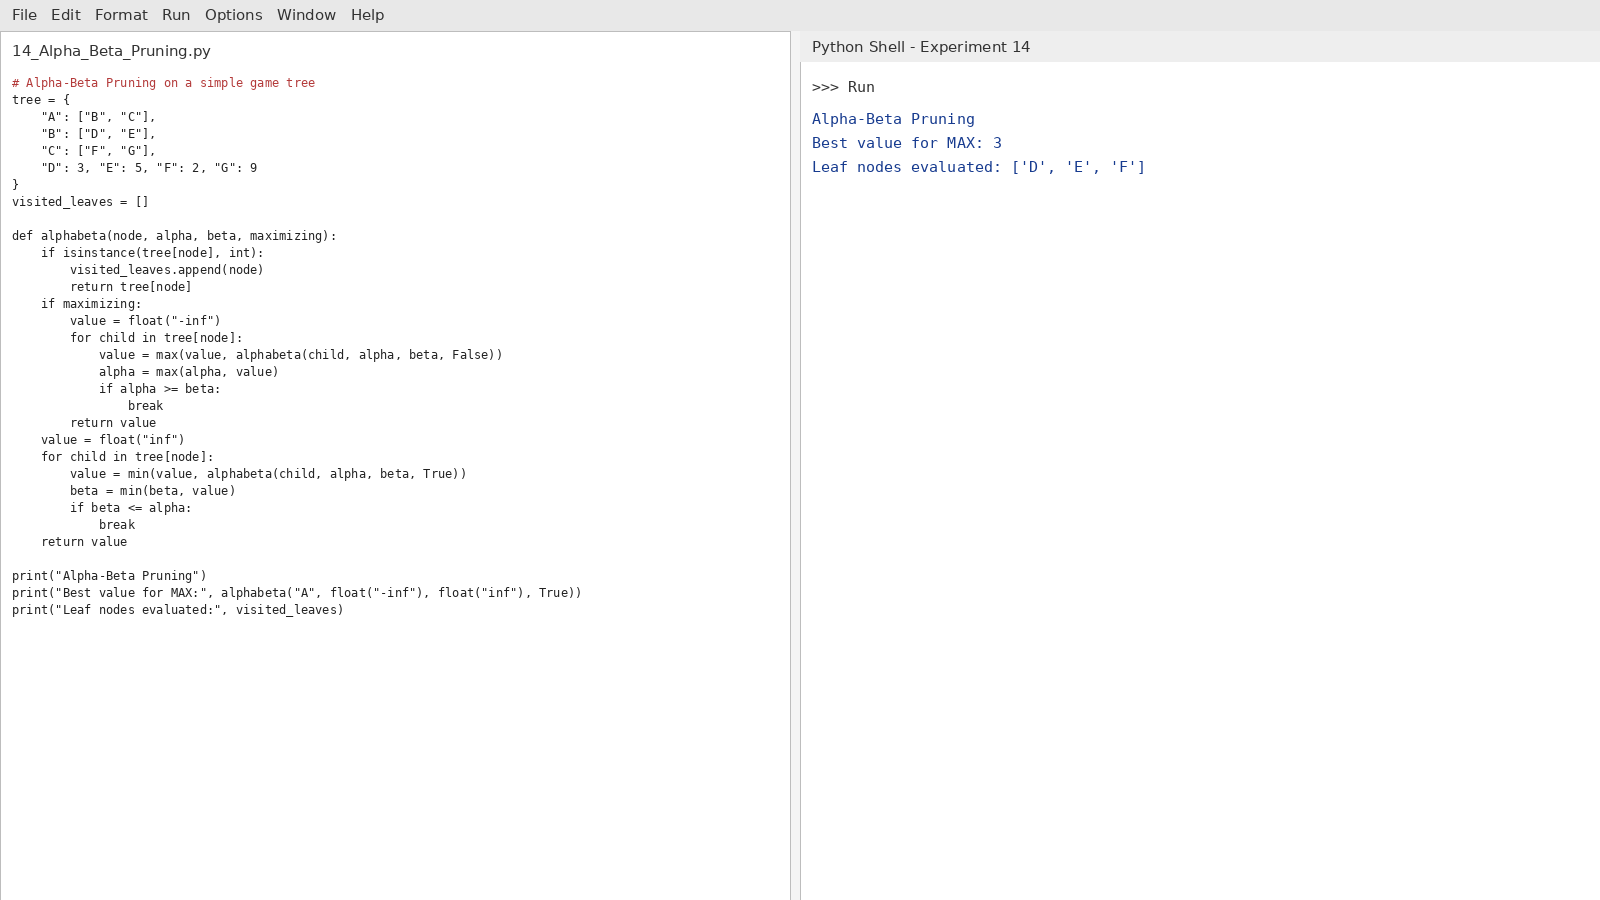 File Edit Format Run Options Window Help
14_Alpha_Beta_Pruning.py
# Alpha-Beta Pruning on a simple game tree
tree = {
    "A": ["B", "C"],
    "B": ["D", "E"],
    "C": ["F", "G"],
    "D": 3, "E": 5, "F": 2, "G": 9
}
visited_leaves = []

def alphabeta(node, alpha, beta, maximizing):
    if isinstance(tree[node], int):
        visited_leaves.append(node)
        return tree[node]
    if maximizing:
        value = float("-inf")
        for child in tree[node]:
            value = max(value, alphabeta(child, alpha, beta, False))
            alpha = max(alpha, value)
            if alpha >= beta:
                break
        return value
    value = float("inf")
    for child in tree[node]:
        value = min(value, alphabeta(child, alpha, beta, True))
        beta = min(beta, value)
        if beta <= alpha:
            break
    return value

print("Alpha-Beta Pruning")
print("Best value for MAX:", alphabeta("A", float("-inf"), float("inf"), True))
print("Leaf nodes evaluated:", visited_leaves)
Python Shell - Experiment 14
>>> Run
Alpha-Beta Pruning
Best value for MAX: 3
Leaf nodes evaluated: ['D', 'E', 'F']